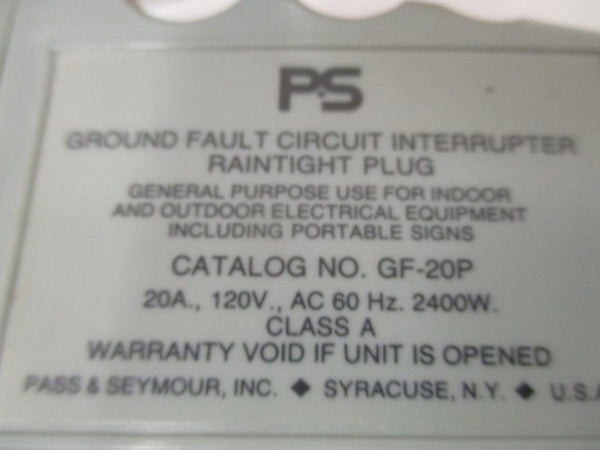 P&S
GROUND FAULT CIRCUIT INTERRUPTER
RAINTIGHT PLUG
GENERAL PURPOSE USE FOR INDOOR
AND OUTDOOR ELECTRICAL EQUIPMENT
INCLUDING PORTABLE SIGNS
CATALOG NO. GF-20P
20A., 120V., AC 60 Hz. 2400W.
CLASS A
WARRANTY VOID IF UNIT IS OPENED
PASS & SEYMOUR, INC. ◆ SYRACUSE, N.Y. ◆ U.S.A